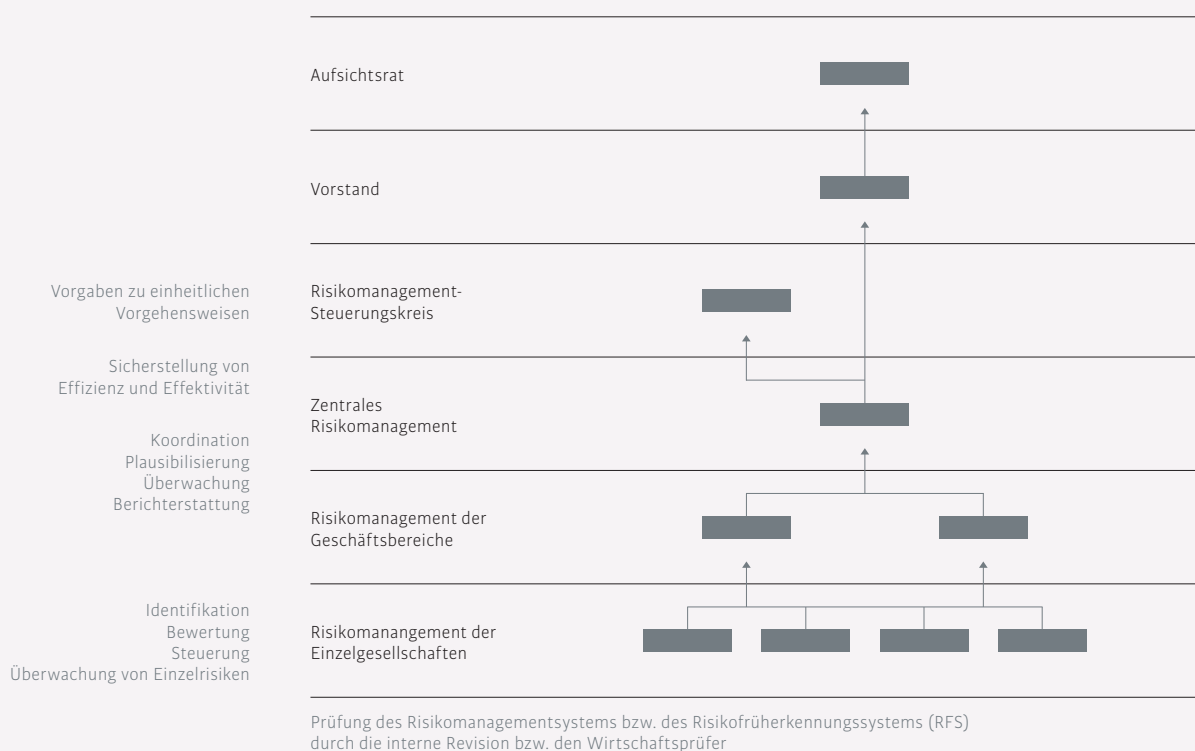 Aufsichtsrat
Vorstand
Vorgaben zu einheitlichen
Vorgehensweisen
Risikomanagement-
Steuerungskreis
Sicherstellung von
Effizienz und Effektivität
Zentrales
Risikomanagement
Koordination
Plausibilisierung
Überwachung
Berichterstattung
Risikomanagement der
Geschäftsbereiche
Identifikation
Bewertung
Steuerung
Überwachung von Einzelrisiken
Risikomanangement der
Einzelgesellschaften
Prüfung des Risikomanagementsystems bzw. des Risikofrüherkennungssystems (RFS)
durch die interne Revision bzw. den Wirtschaftsprüfer